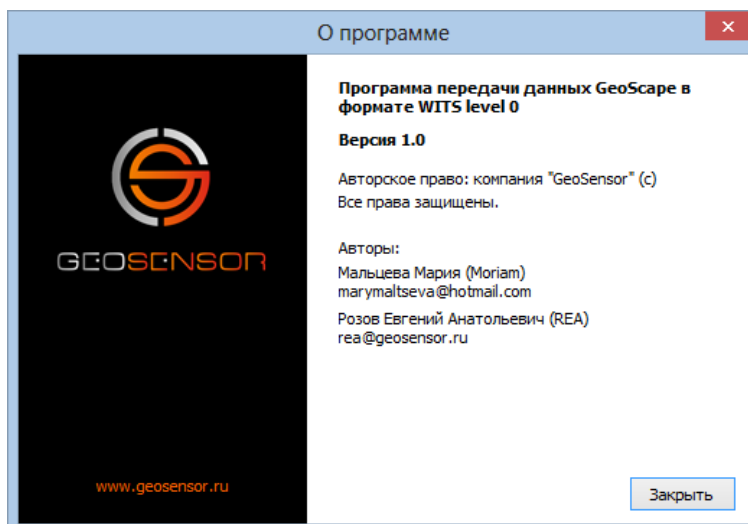 О программе
Программа передачи данных GeoScape в
формате WITS level 0
Версия 1.0
Авторское право: компания "GeoSensor" (c)
Все права защищены.
Авторы:
Мальцева Мария (Moriam)
marymaltseva@hotmail.com
Розов Евгений Анатольевич (REA)
rea@geosensor.ru
GEOSENSOR
www.geosensor.ru
Закрыть